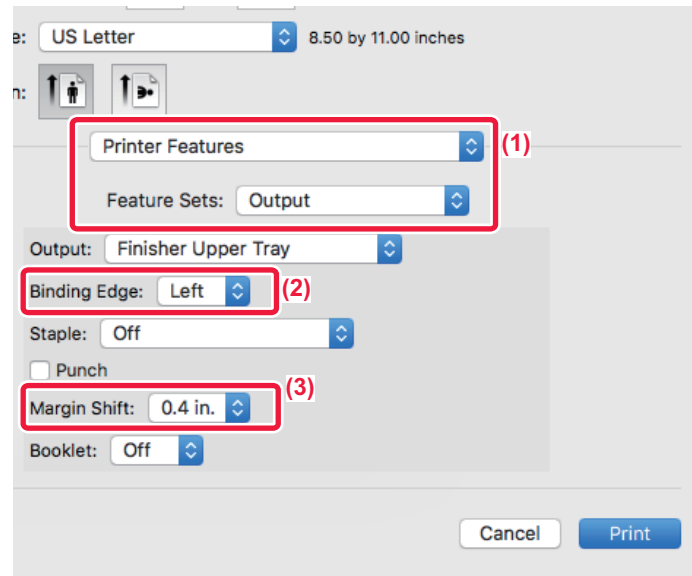 e: US Letter 8.50 by 11.00 inches
n:
Printer Features (1)
Feature Sets: Output
Output: Finisher Upper Tray
Binding Edge: Left (2)
Staple: Off
Punch
(3)
Margin Shift: 0.4 in.
Booklet: Off
Cancel Print